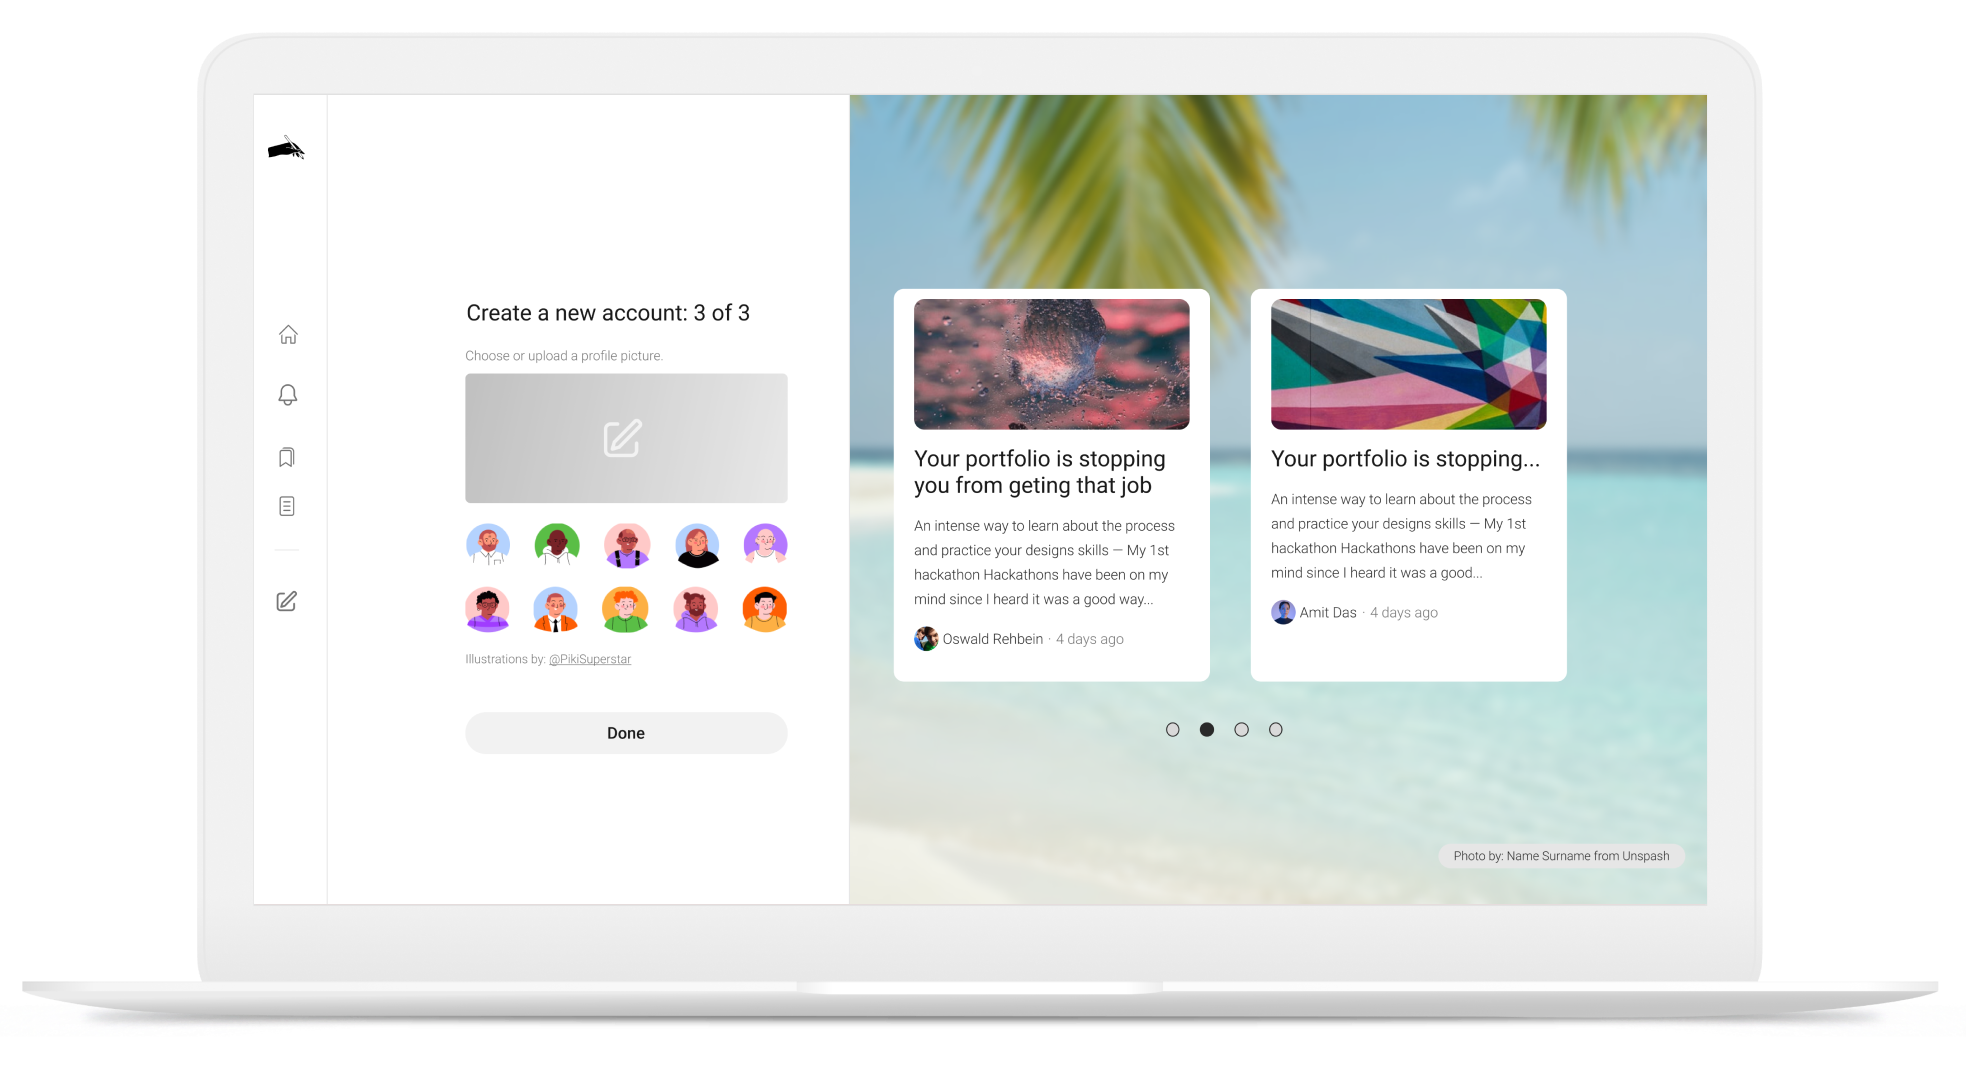 Create a new account: 3 of 3
Choose or upload a profile picture.
Illustrations by: @PikiSuperstar
Done
Your portfolio is stopping
you from geting that job
An intense way to learn about the process
and practice your designs skills — My 1st
hackathon Hackathons have been on my
mind since I heard it was a good way...
Oswald Rehbein · 4 days ago
Your portfolio is stopping...
An intense way to learn about the process
and practice your designs skills — My 1st
hackathon Hackathons have been on my
mind since I heard it was a good...
Amit Das · 4 days ago
Photo by: Name Surname from Unspash